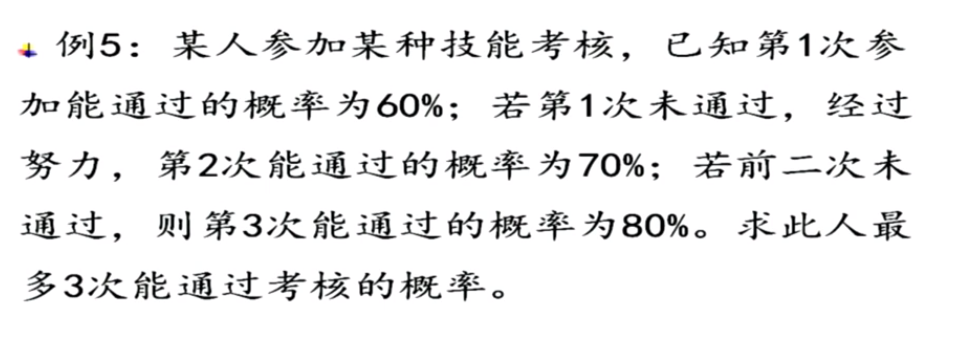 例5：某人参加某种技能考核，已知第1次参
加能通过的概率为60%；若第1次未通过，经过
努力，第2次能通过的概率为70%；若前二次未
通过，则第3次能通过的概率为80%。求此人最
多3次能通过考核的概率。